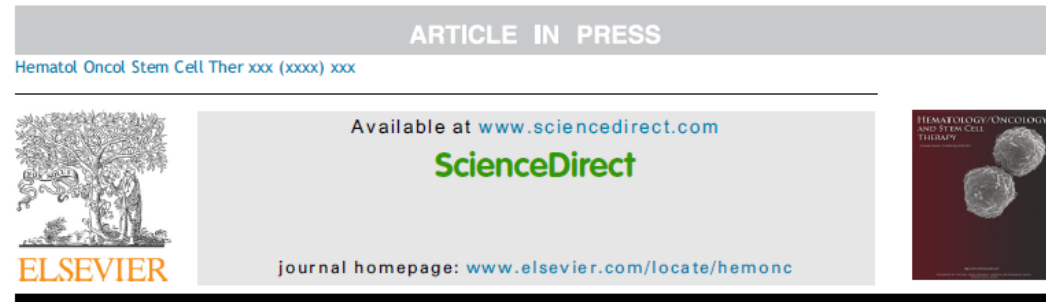 ARTICLE IN PRESS
Hematol Oncol Stem Cell Ther xxx (xxxx) xxx
Available at www.sciencedirect.com
ScienceDirect
journal homepage: www.elsevier.com/locate/hemonc
ELSEVIER
HEMATOLOGY/ONCOLOGY
AND STEM CELL
THERAPY